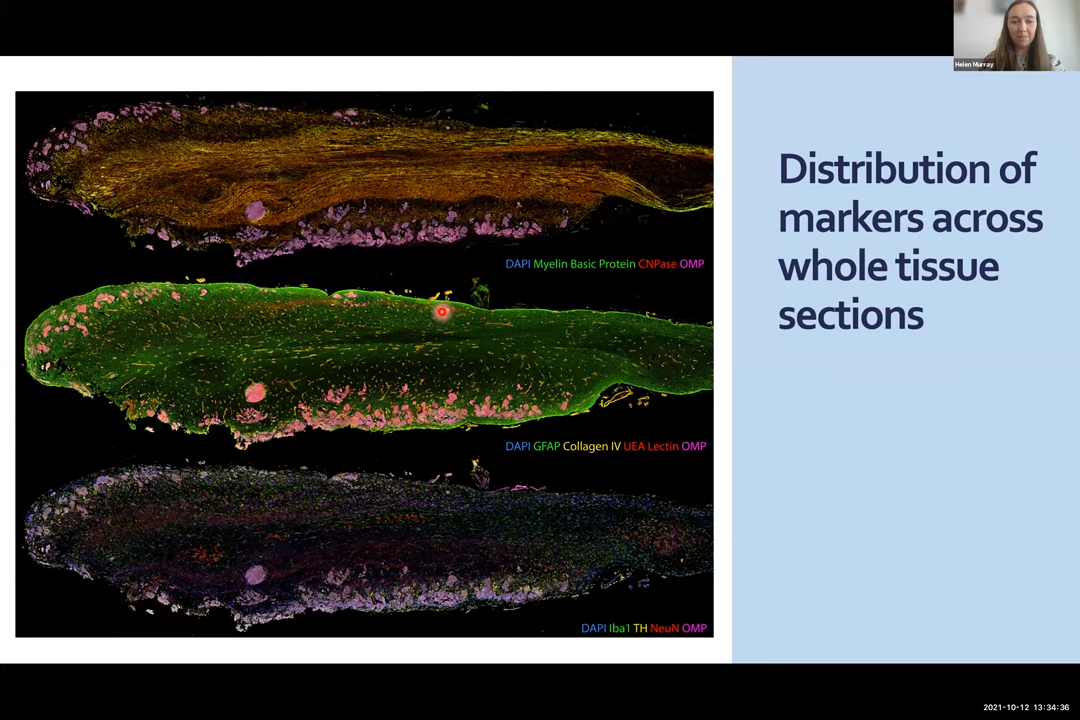 Helen Murray
Distribution of
markers across
whole tissue
sections
DAPI Myelin Basic Protein CNPase OMP
DAPI GFAP Collagen IV UEA Lectin OMP
DAPI Iba1 TH NeuN OMP
2021-10-12 13:34:36